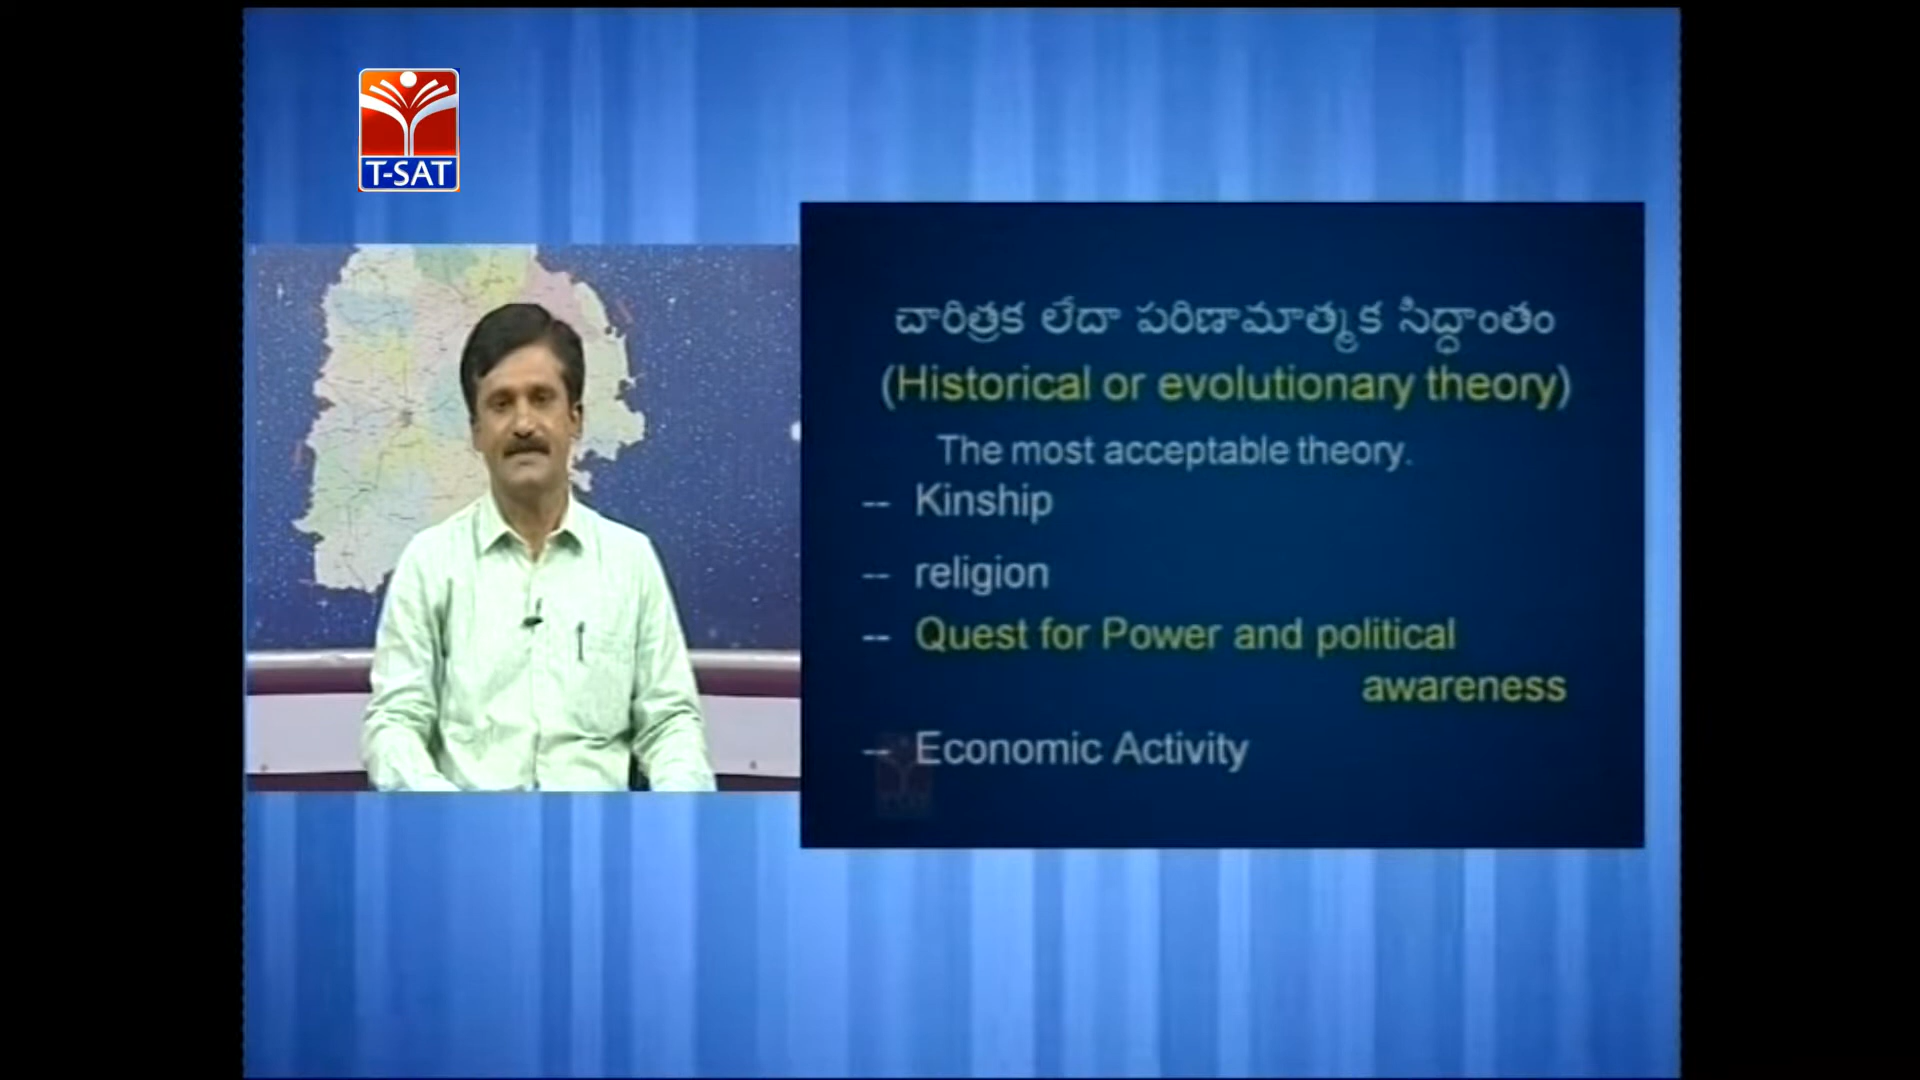 T-SAT
చారిత్రక లేదా పరిణామాత్మక సిద్ధాంతం
(Historical or evolutionary theory)
The most acceptable theory.
-- Kinship
-- religion
-- Quest for Power and political
awareness
-- Economic Activity